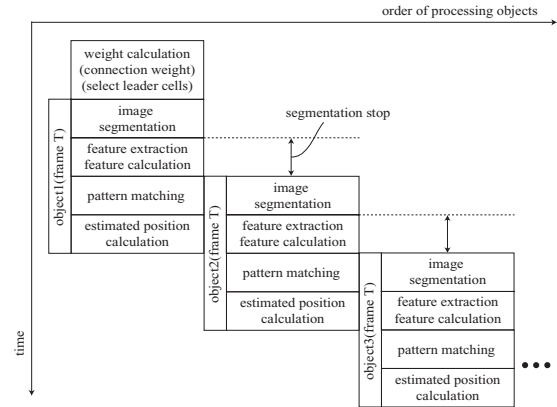 order of processing objects
weight calculation
(connection weight)
(select leader cells)
object1(frame T)
image
segmentation
feature extraction
feature calculation
pattern matching
estimated position
calculation
segmentation stop
object2(frame T)
image
segmentation
feature extraction
feature calculation
pattern matching
estimated position
calculation
object3(frame T)
image
segmentation
feature extraction
feature calculation
pattern matching
estimated position
calculation
time